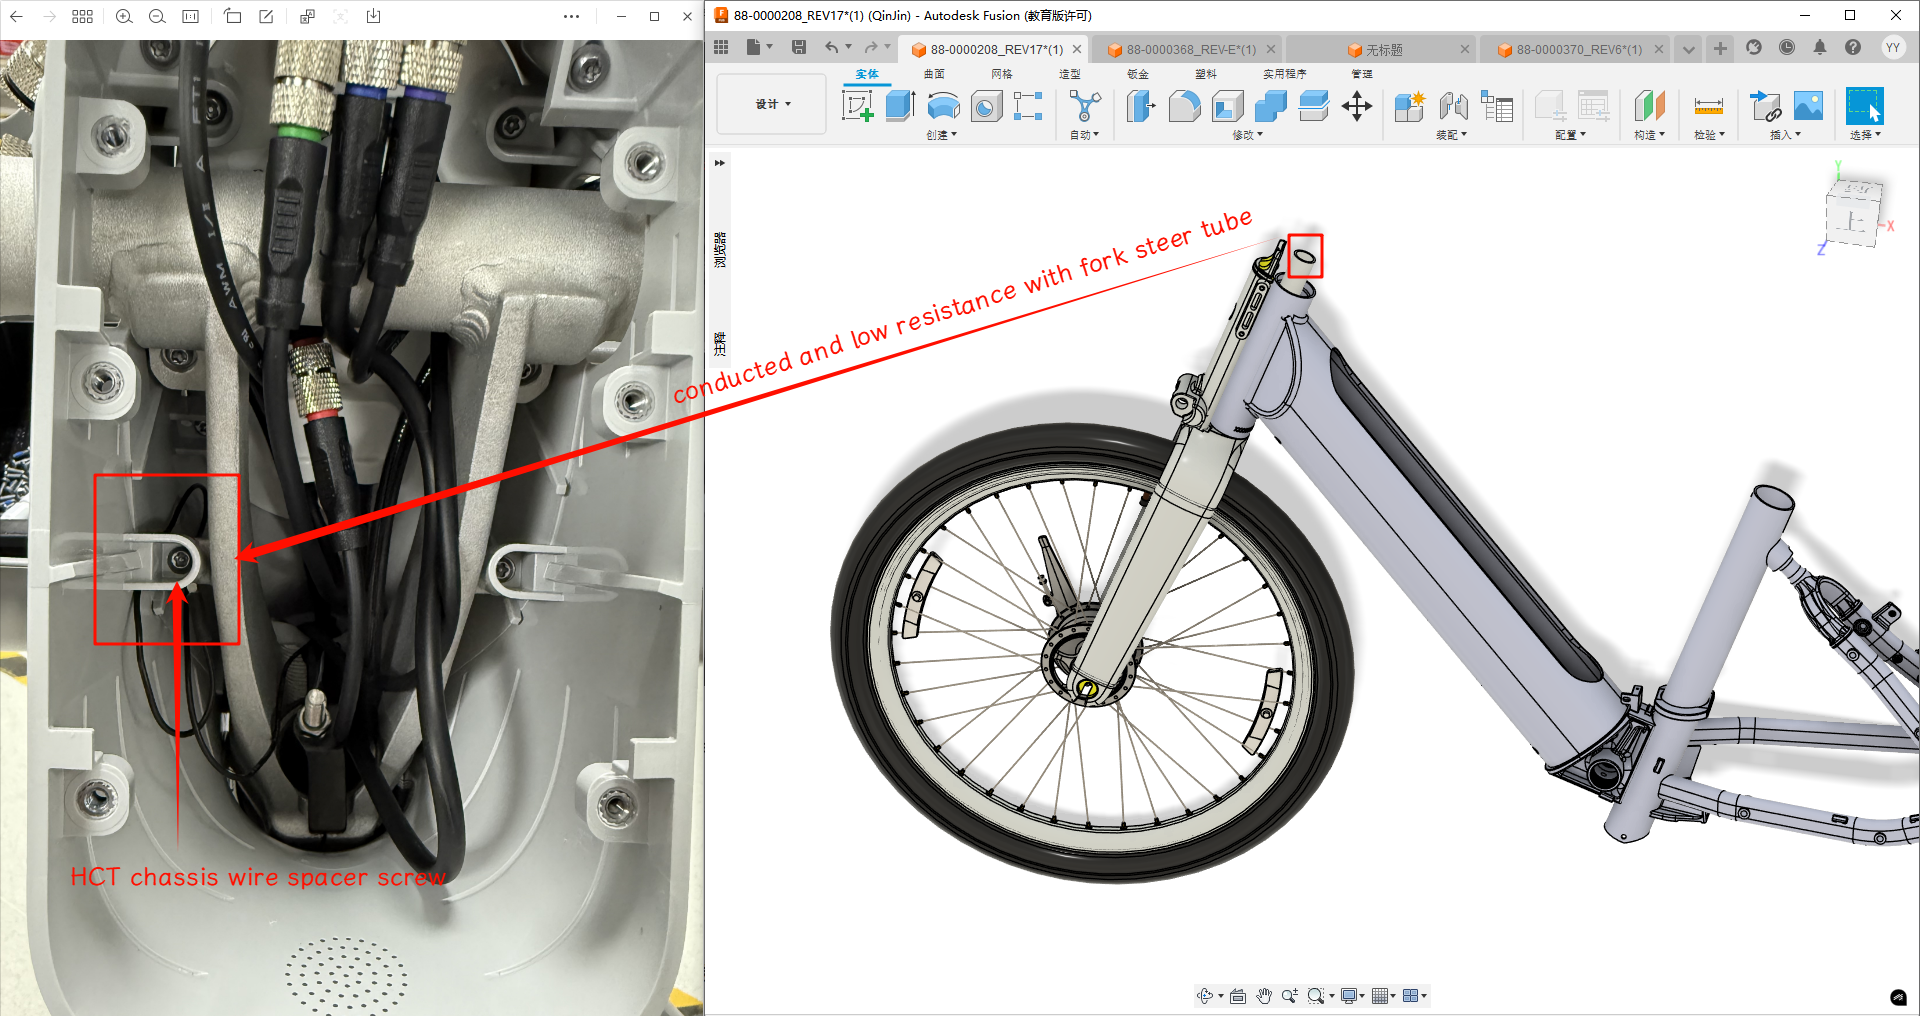 88-0000208_REV17*(1) (QinJin) - Autodesk Fusion (教育版许可)
88-0000208_REV17*(1)
88-0000368_REV-E*(1)
无标题
88-0000370_REV6*(1)
YY
实体
曲面
网格
造型
钣金
塑料
实用程序
管理
设计
创建
自动
修改
装配
配置
构造
检验
插入
选择
浏览器
注释
上
Y
X
Z
AWM
conducted and low resistance with fork steer tube
HCT chassis wire spacer screw